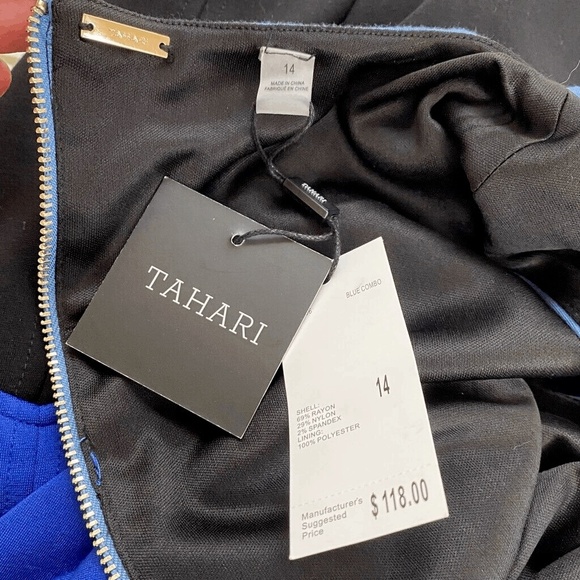 TAHARI
14
MADE IN CHINA
FABRIQUÉ EN CHINE
TAHARI
BLUE COMBO
14
SHELL:
69% RAYON
29% NYLON
2% SPANDEX
LINING:
100% POLYESTER
Manufacturer's
Suggested
Price
$118.00